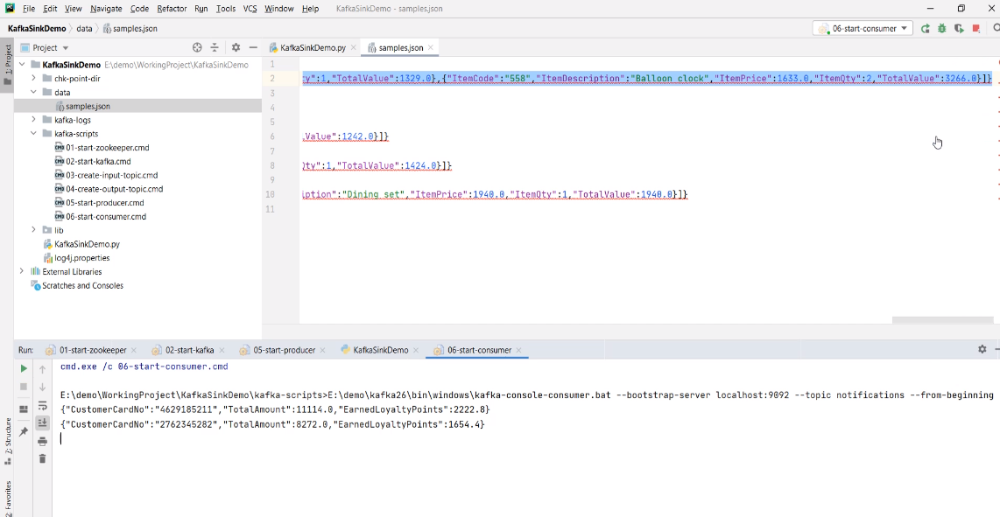 File Edit View Navigate Code Refactor Run Tools VCS Window Help KafkaSinkDemo - samples.json
KafkaSinkDemo data samples.json 06-start-consumer
1: Project
Project KafkaSinkDemo.py samples.json
KafkaSinkDemo E:\demo\WorkingProject\KafkaSinkDemo
chk-point-dir
data
samples.json
kafka-logs
kafka-scripts
01-start-zookeeper.cmd
02-start-kafka.cmd
03-create-input-topic.cmd
04-create-output-topic.cmd
05-start-producer.cmd
06-start-consumer.cmd
lib
KafkaSinkDemo.py
log4j.properties
External Libraries
Scratches and Consoles
1
2 ty":1,"TotalValue":1329.0},{"ItemCode":"558","ItemDescription":"Balloon clock","ItemPrice":1633.0,"ItemQty":2,"TotalValue":3266.0}]}
3
4
5
6 Value":1242.0}]}
7
8 ty":1,"TotalValue":1424.0}]}
9
10 iption":"Dining set","ItemPrice":1940.0,"ItemQty":1,"TotalValue":1940.0}]}
11
Run: 01-start-zookeeper 02-start-kafka 05-start-producer KafkaSinkDemo 06-start-consumer
cmd.exe /c 06-start-consumer.cmd
E:\demo\WorkingProject\KafkaSinkDemo\kafka-scripts>E:\demo\kafka26\bin\windows\kafka-console-consumer.bat --bootstrap-server localhost:9092 --topic notifications --from-beginning
{"CustomerCardNo":"4629185211","TotalAmount":11114.0,"EarnedLoyaltyPoints":2222.8}
{"CustomerCardNo":"2762345282","TotalAmount":8272.0,"EarnedLoyaltyPoints":1654.4}
Z: Structure
2: Favorites